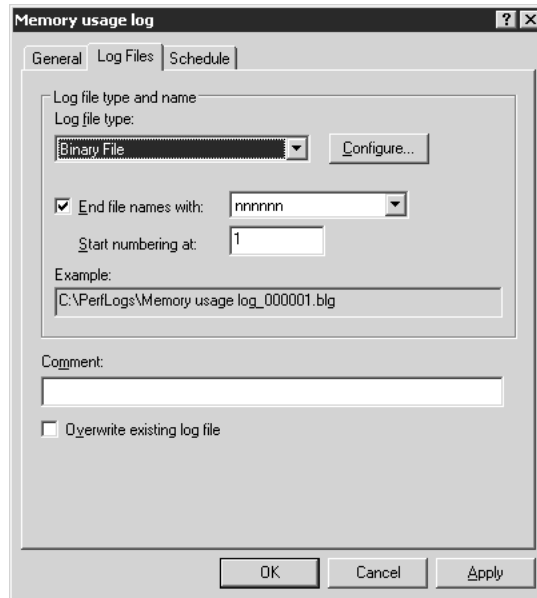 Memory usage log
General Log Files Schedule
Log file type and name
Log file type:
Binary File Configure...
End file names with: nnnnnn
Start numbering at: 1
Example:
C:\PerfLogs\Memory usage log_000001.blg
Comment:
Overwrite existing log file
OK Cancel Apply